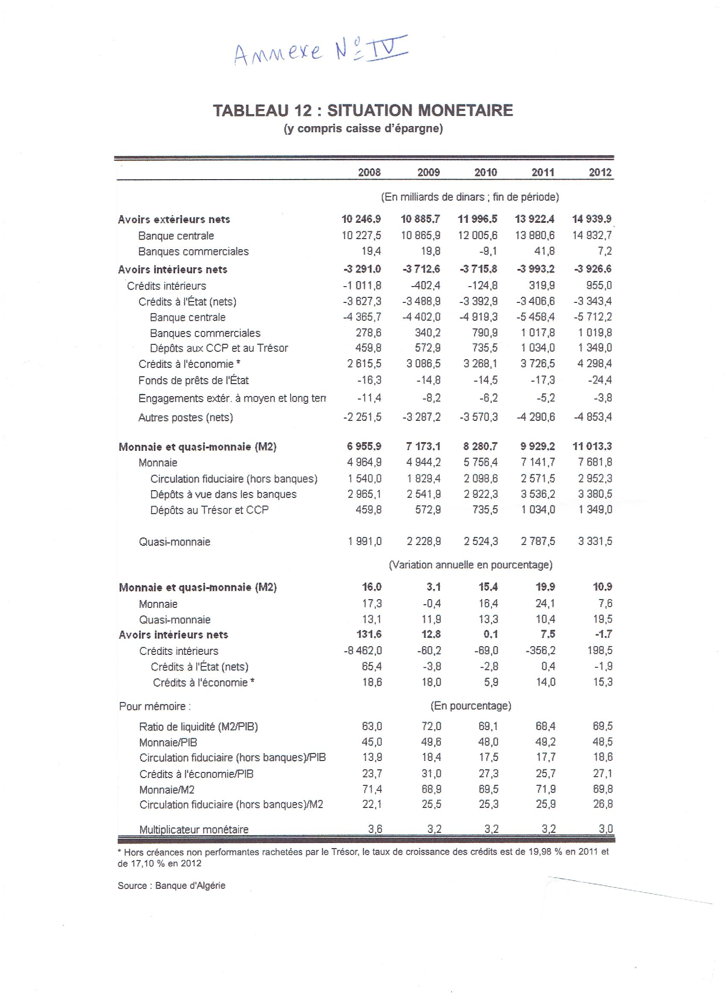 Annexe N° IV
TABLEAU 12 : SITUATION MONETAIRE
(y compris caisse d'épargne)
2008 2009 2010 2011 2012
(En milliards de dinars ; fin de période)
Avoirs extérieurs nets 10 246.9 10 885.7 11 996.5 13 922.4 14 939.9
Banque centrale 10 227,5 10 865,9 12 005,6 13 880,6 14 932,7
Banques commerciales 19,4 19,8 -9,1 41,8 7,2
Avoirs intérieurs nets -3 291.0 -3 712.6 -3 715.8 -3 993.2 -3 926.6
Crédits intérieurs -1 011,8 -402,4 -124,8 319,9 955,0
Crédits à l'État (nets) -3 627,3 -3 488,9 -3 392,9 -3 406,6 -3 343,4
Banque centrale -4 365,7 -4 402,0 -4 919,3 -5 458,4 -5 712,2
Banques commerciales 278,6 340,2 790,9 1 017,8 1 019,8
Dépôts aux CCP et au Trésor 459,8 572,9 735,5 1 034,0 1 349,0
Crédits à l'économie * 2 615,5 3 086,5 3 268,1 3 726,5 4 298,4
Fonds de prêts de l'État -16,3 -14,8 -14,5 -17,3 -24,4
Engagements extér. à moyen et long terr -11,4 -8,2 -6,2 -5,2 -3,8
Autres postes (nets) -2 251,5 -3 287,2 -3 570,3 -4 290,6 -4 853,4
Monnaie et quasi-monnaie (M2) 6 955.9 7 173.1 8 280.7 9 929.2 11 013.3
Monnaie 4 964,9 4 944,2 5 756,4 7 141,7 7 681,8
Circulation fiduciaire (hors banques) 1 540,0 1 829,4 2 098,6 2 571,5 2 952,3
Dépôts à vue dans les banques 2 965,1 2 541,9 2 922,3 3 536,2 3 380,5
Dépôts au Trésor et CCP 459,8 572,9 735,5 1 034,0 1 349,0
Quasi-monnaie 1 991,0 2 228,9 2 524,3 2 787,5 3 331,5
(Variation annuelle en pourcentage)
Monnaie et quasi-monnaie (M2) 16.0 3.1 15.4 19.9 10.9
Monnaie 17,3 -0,4 16,4 24,1 7,6
Quasi-monnaie 13,1 11,9 13,3 10,4 19,5
Avoirs intérieurs nets 131.6 12.8 0.1 7.5 -1.7
Crédits intérieurs -8 462,0 -60,2 -69,0 -356,2 198,5
Crédits à l'État (nets) 65,4 -3,8 -2,8 0,4 -1,9
Crédits à l'économie * 18,6 18,0 5,9 14,0 15,3
Pour mémoire : (En pourcentage)
Ratio de liquidité (M2/PIB) 63,0 72,0 69,1 68,4 69,5
Monnaie/PIB 45,0 49,6 48,0 49,2 48,5
Circulation fiduciaire (hors banques)/PIB 13,9 18,4 17,5 17,7 18,6
Crédits à l'économie/PIB 23,7 31,0 27,3 25,7 27,1
Monnaie/M2 71,4 68,9 69,5 71,9 69,8
Circulation fiduciaire (hors banques)/M2 22,1 25,5 25,3 25,9 26,8
Multiplicateur monétaire 3,6 3,2 3,2 3,2 3,0
* Hors créances non performantes rachetées par le Trésor, le taux de croissance des crédits est de 19,98 % en 2011 et
de 17,10 % en 2012
Source : Banque d'Algérie